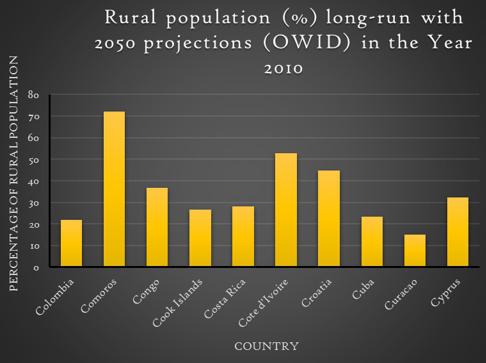 Rural population (%) long-run with
2050 projections (OWID) in the Year
2010
PERCENTAGE OF RURAL POPULATION
80
70
60
50
40
30
20
10
0
Colombia
Comoros
Congo
Cook Islands
Costa Rica
Cote d'Ivoire
Croatia
Cuba
Curacao
Cyprus
COUNTRY